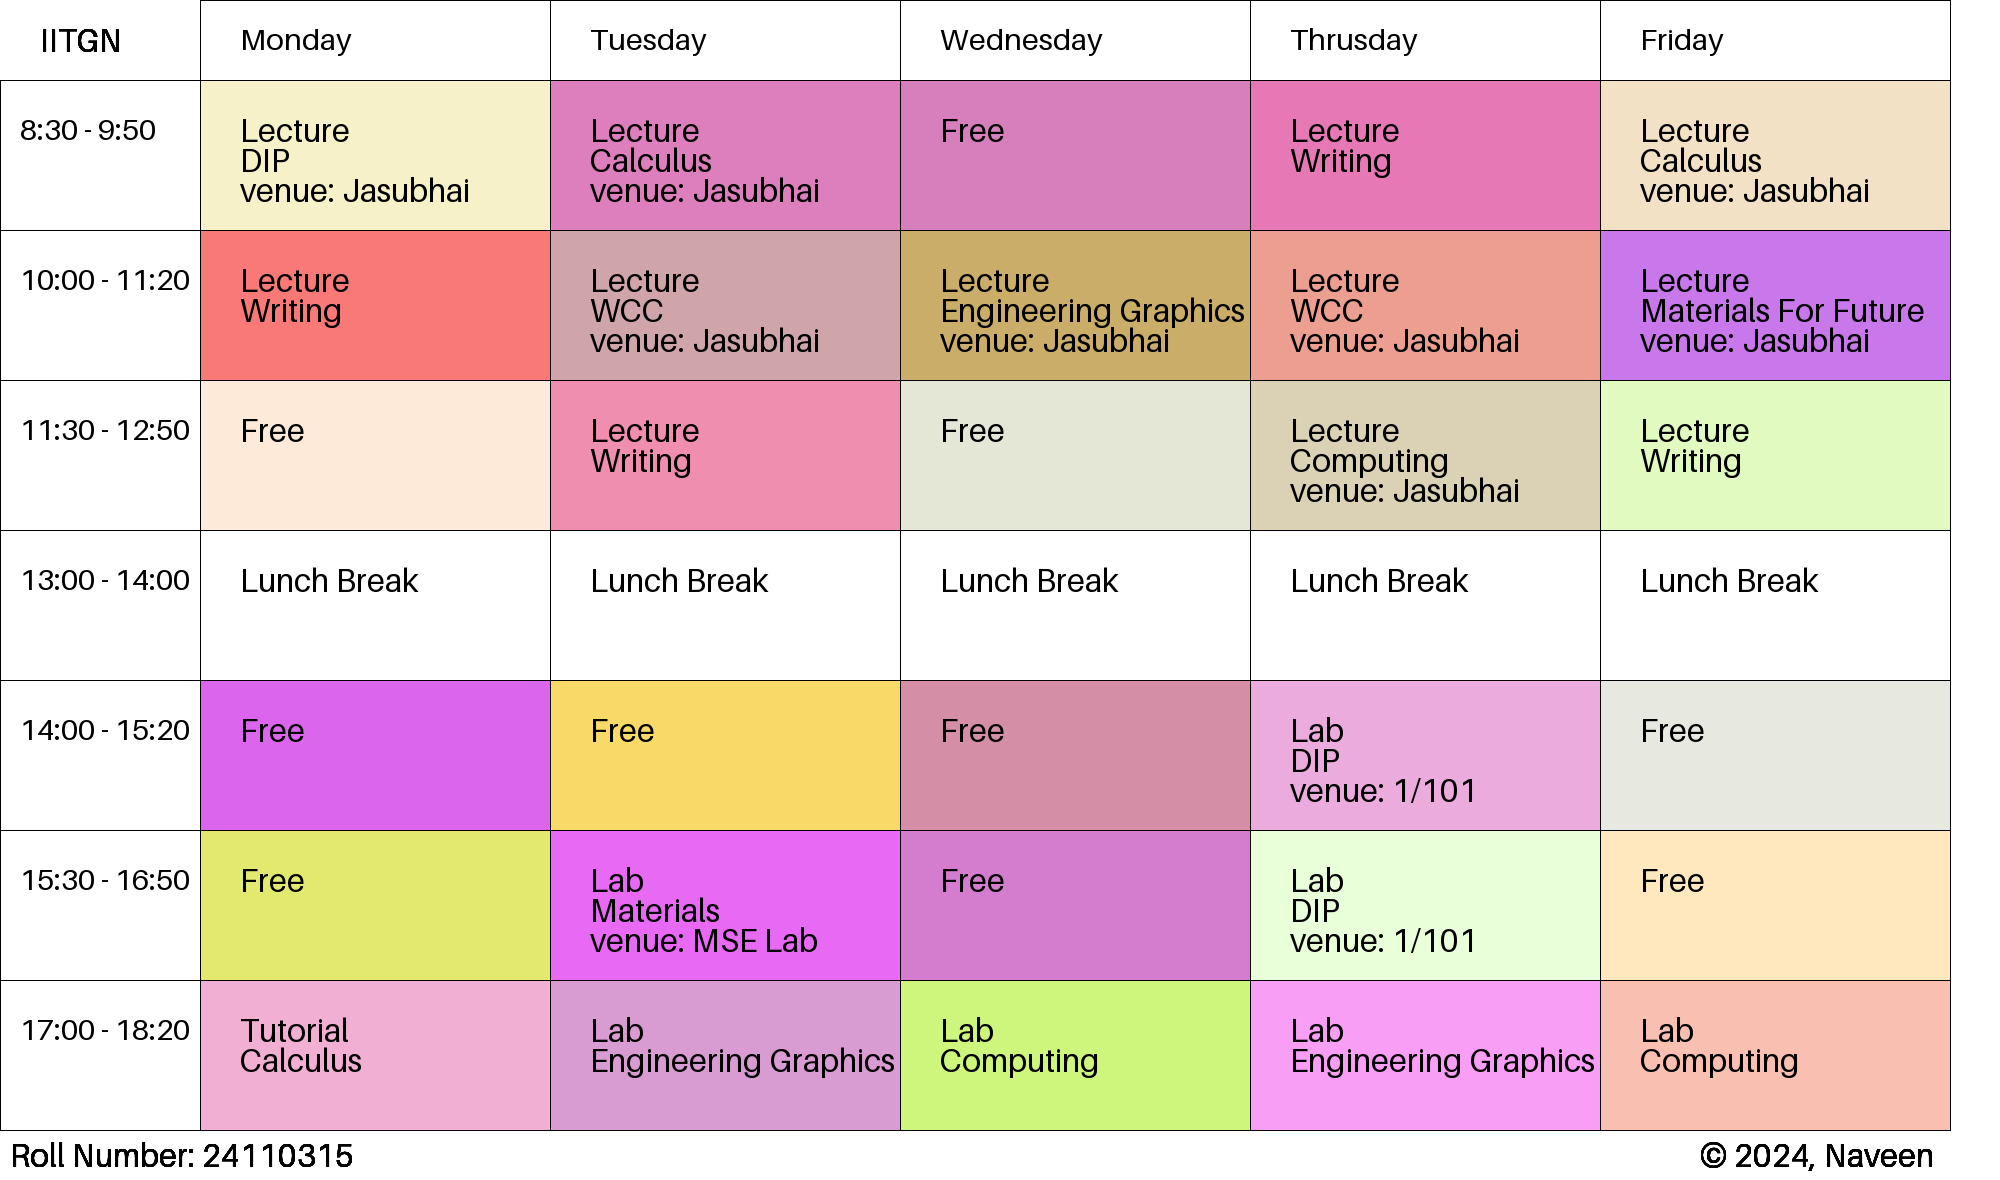 IITGN Monday Tuesday Wednesday Thrusday Friday
8:30 - 9:50
Lecture
DIP
venue: Jasubhai
Lecture
Calculus
venue: Jasubhai
Free
Lecture
Writing
Lecture
Calculus
venue: Jasubhai
10:00 - 11:20
Lecture
Writing
Lecture
WCC
venue: Jasubhai
Lecture
Engineering Graphics
venue: Jasubhai
Lecture
WCC
venue: Jasubhai
Lecture
Materials For Future
venue: Jasubhai
11:30 - 12:50
Free
Lecture
Writing
Free
Lecture
Computing
venue: Jasubhai
Lecture
Writing
13:00 - 14:00
Lunch Break
Lunch Break
Lunch Break
Lunch Break
Lunch Break
14:00 - 15:20
Free
Free
Free
Lab
DIP
venue: 1/101
Free
15:30 - 16:50
Free
Lab
Materials
venue: MSE Lab
Free
Lab
DIP
venue: 1/101
Free
17:00 - 18:20
Tutorial
Calculus
Lab
Engineering Graphics
Lab
Computing
Lab
Engineering Graphics
Lab
Computing
Roll Number: 24110315
© 2024, Naveen